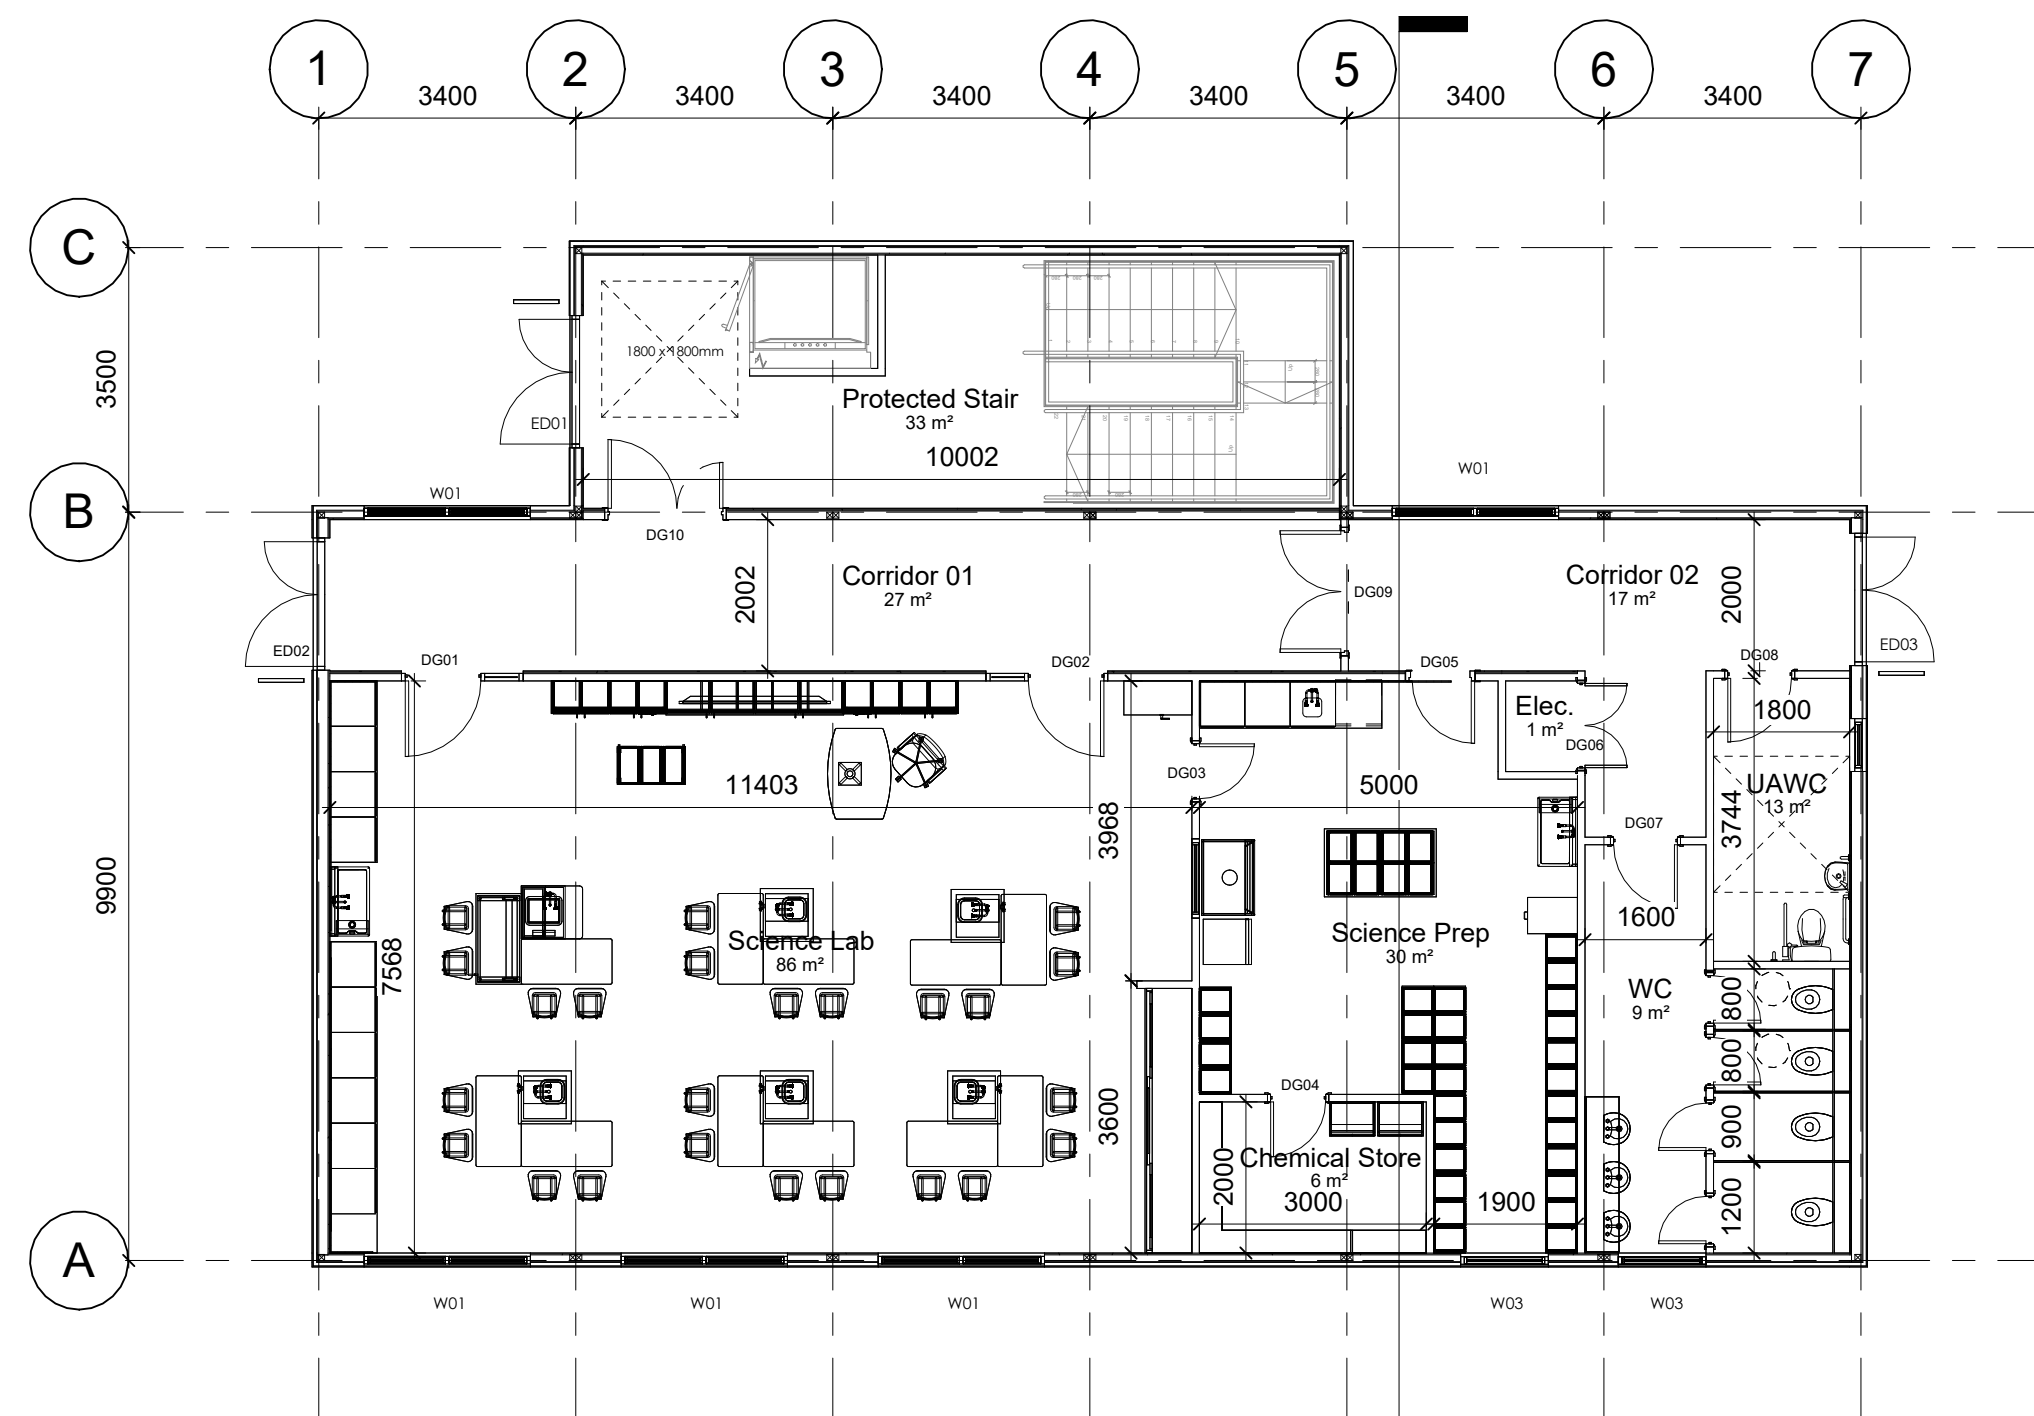 1
2
3
4
5
6
7
3400
3400
3400
3400
3400
3400
C
3500
1800 x 1800mm
Protected Stair
33 m²
ED01
10002
W01
W01
B
DG10
Corridor 01
27 m²
2002
DG09
Corridor 02
17 m²
2000
ED02
DG01
DG02
DG05
DG08
ED03
Elec.
1 m²
1800
DG06
DG03
11403
5000
UAWC
13 m²
3968
3744
DG07
9900
7568
Science Lab
86 m²
Science Prep
30 m²
1600
WC
9 m²
800
800
DG04
3600
900
Chemical Store
6 m²
2000
3000
1900
1200
A
W01
W01
W01
W03
W03